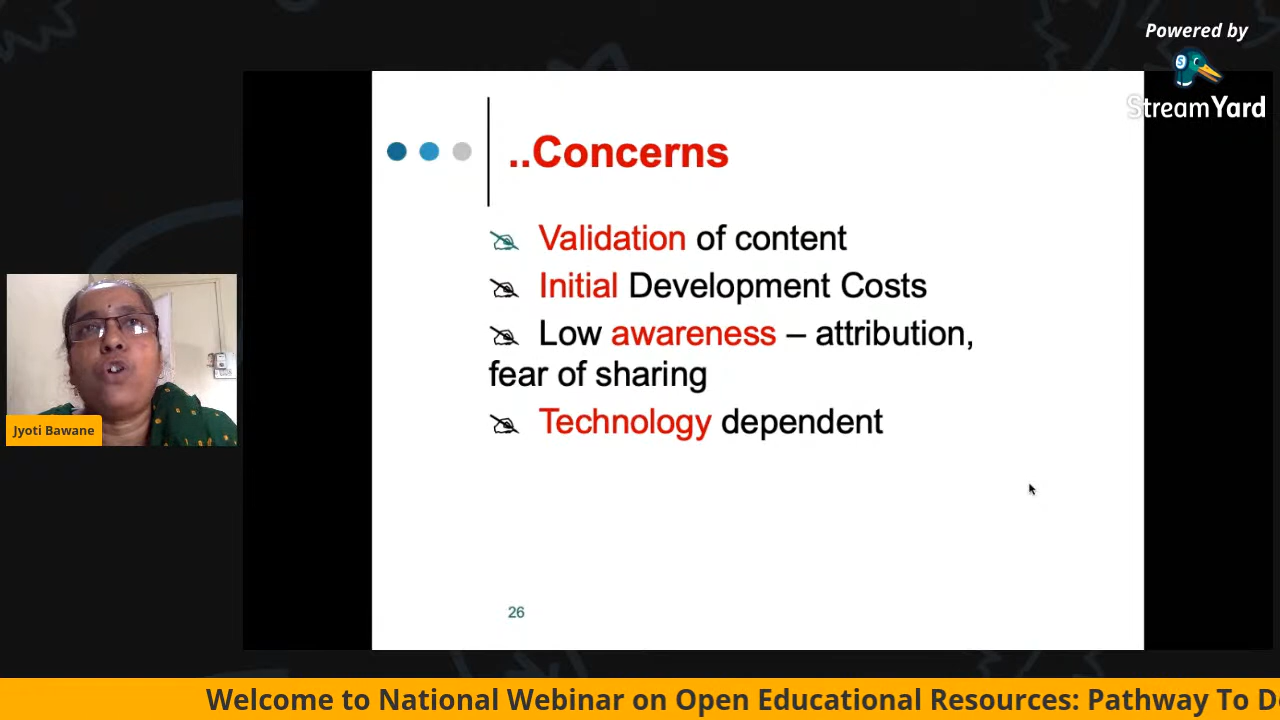 Powered by
StreamYard
..Concerns
Validation of content
Initial Development Costs
Low awareness – attribution,
fear of sharing
Technology dependent
26
Jyoti Bawane
Welcome to National Webinar on Open Educational Resources: Pathway To D